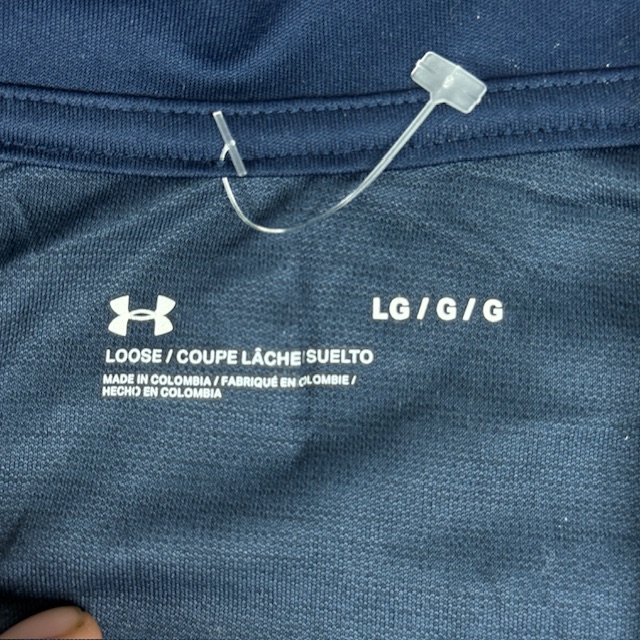 LG / G / G
LOOSE / COUPE LÂCHE SUELTO
MADE IN COLOMBIA / FABRIQUÉ EN COLOMBIE /
HECHO EN COLOMBIA